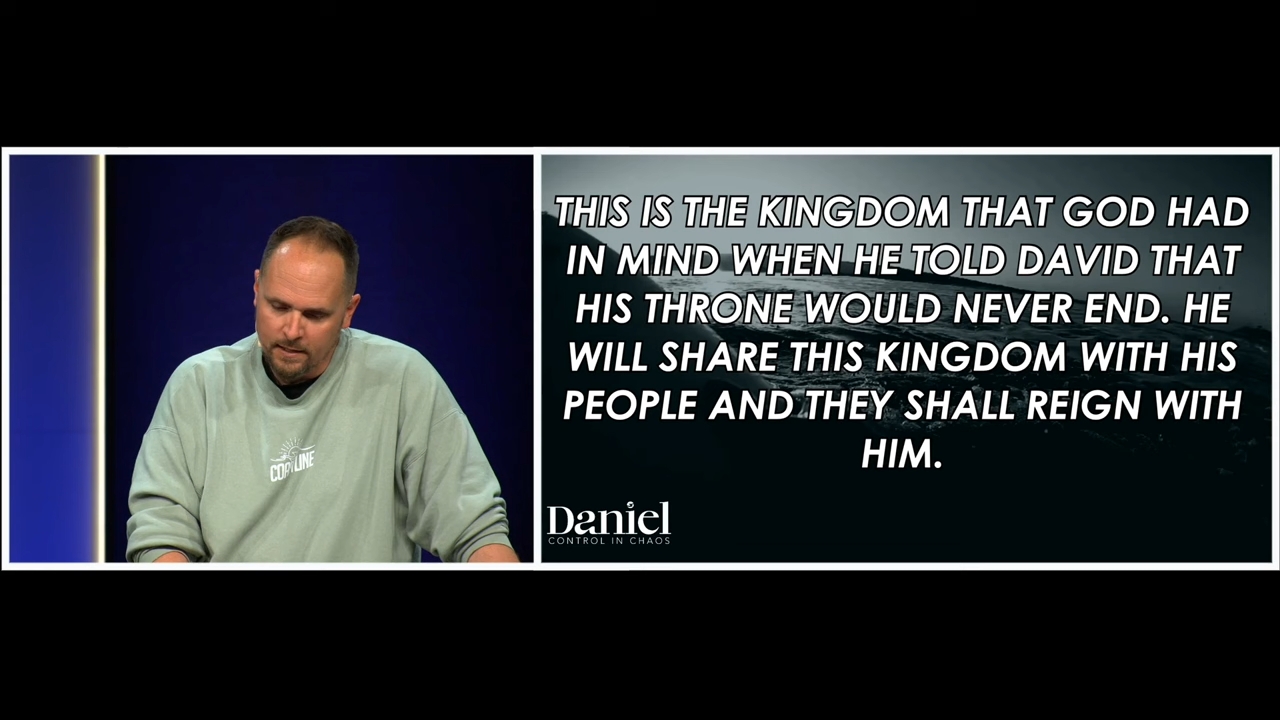 THIS IS THE KINGDOM THAT GOD HAD
IN MIND WHEN HE TOLD DAVID THAT
HIS THRONE WOULD NEVER END. HE
WILL SHARE THIS KINGDOM WITH HIS
PEOPLE AND THEY SHALL REIGN WITH
HIM.
Daniel
CONTROL IN CHAOS